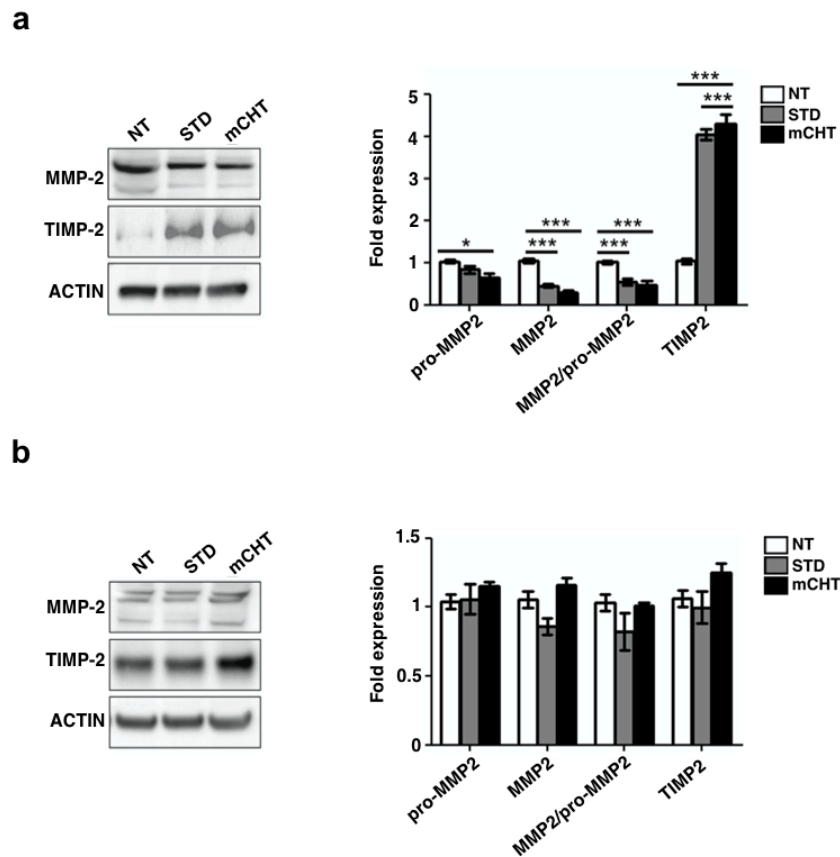 a
NT STD mCHT
MMP-2
TIMP-2
ACTIN
Fold expression
5
4
3
2
1
0
*
***
***
***
***
***
***
pro-MMP2
MMP2
MMP2/pro-MMP2
TIMP2
NT
STD
mCHT
b
NT STD mCHT
MMP-2
TIMP-2
ACTIN
Fold expression
1.5
1
0.5
0
pro-MMP2
MMP2
MMP2/pro-MMP2
TIMP2
NT
STD
mCHT